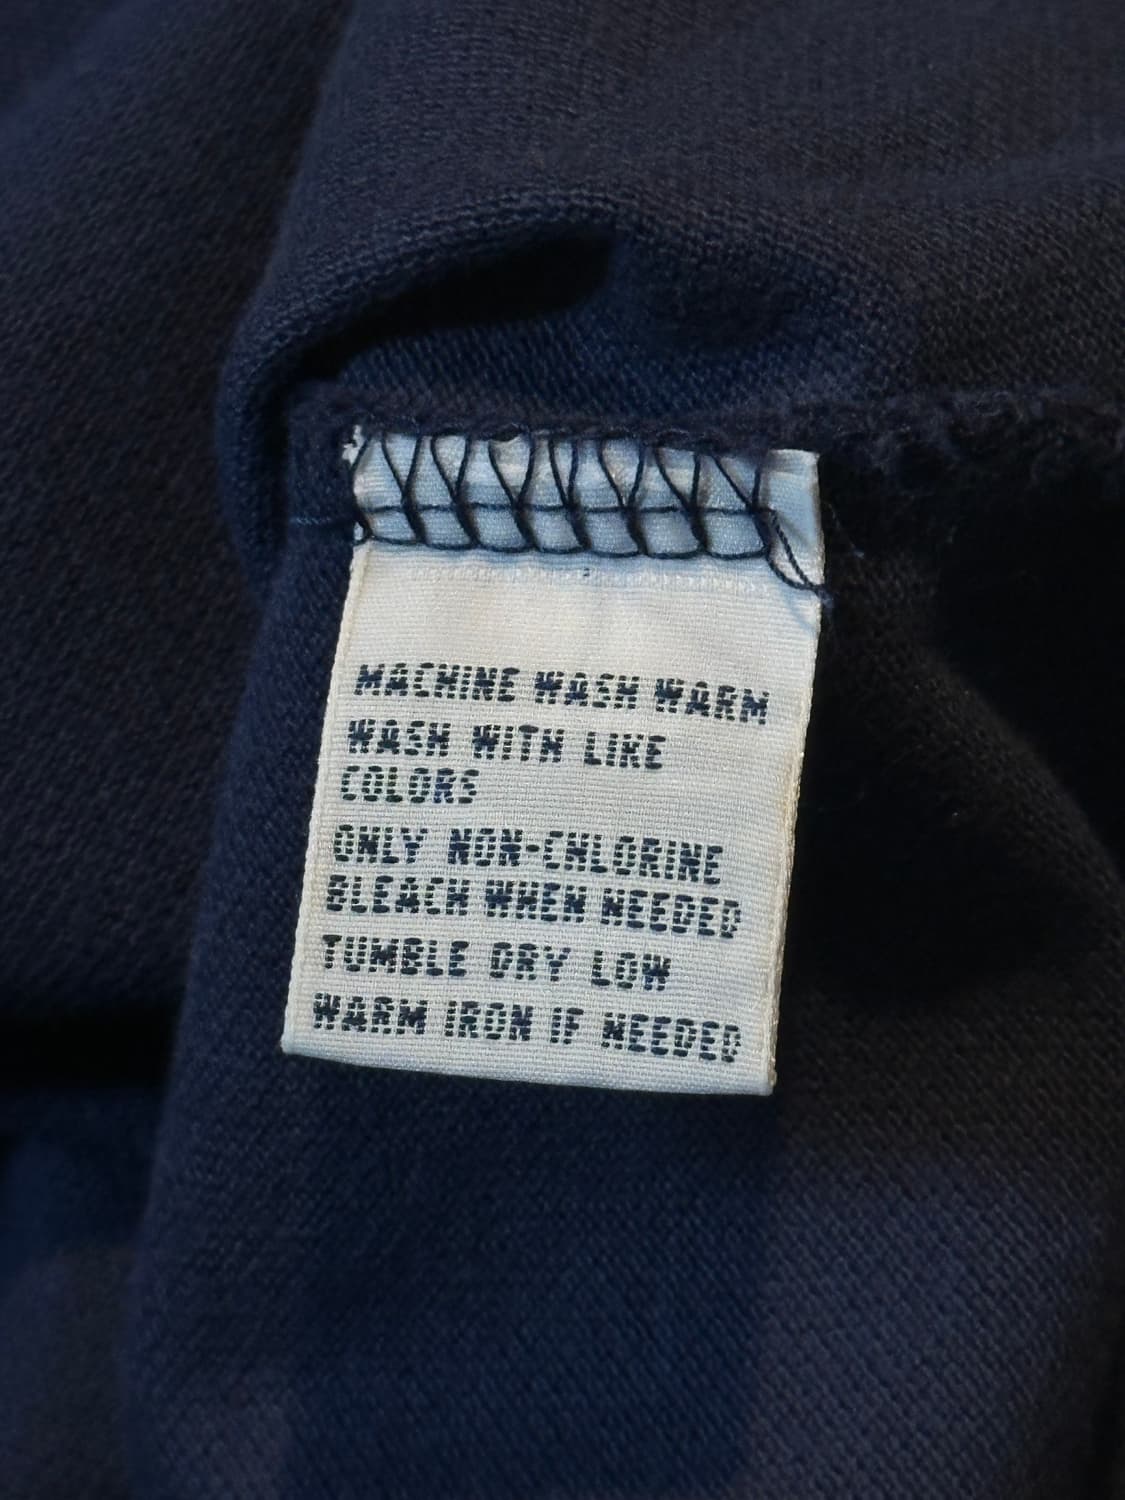 MACHINE WASH WARM
WASH WITH LIKE
COLORS
ONLY NON-CHLORINE
BLEACH WHEN NEEDED
TUMBLE DRY LOW
WARM IRON IF NEEDED